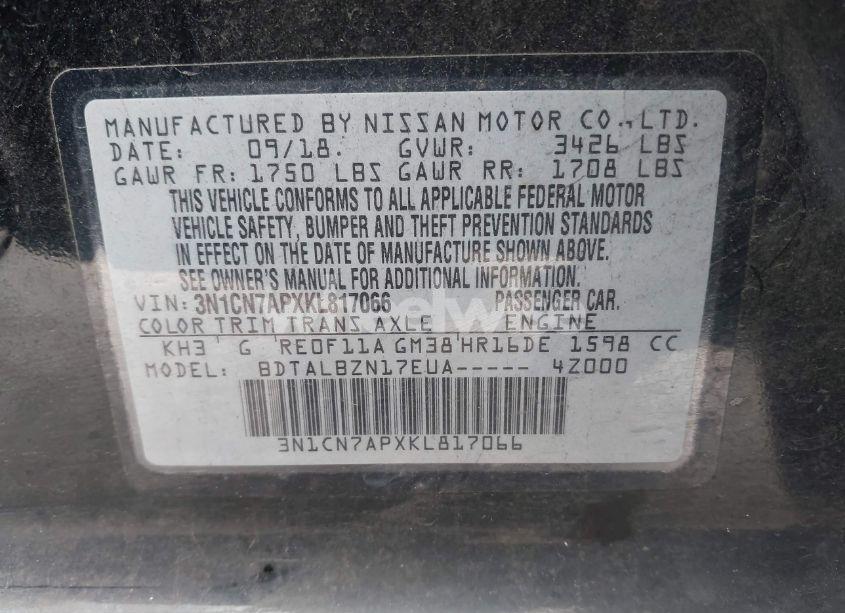 MANUFACTURED BY NISSAN MOTOR CO.,LTD.
DATE: 09/18. GVWR: 3426 LBS
GAWR FR: 1750 LBS GAWR RR: 1708 LBS
THIS VEHICLE CONFORMS TO ALL APPLICABLE FEDERAL MOTOR
VEHICLE SAFETY, BUMPER AND THEFT PREVENTION STANDARDS
IN EFFECT ON THE DATE OF MANUFACTURE SHOWN ABOVE.
SEE OWNER'S MANUAL FOR ADDITIONAL INFORMATION.
VIN: 3N1CN7APXKL817066 PASSENGER CAR.
COLOR TRIM TRANS AXLE ENGINE
KH3 G RE0F11A GM38 HR16DE 1598 CC
MODEL: BDTALBZN17EUA----- 4Z000
3N1CN7APXKL817066